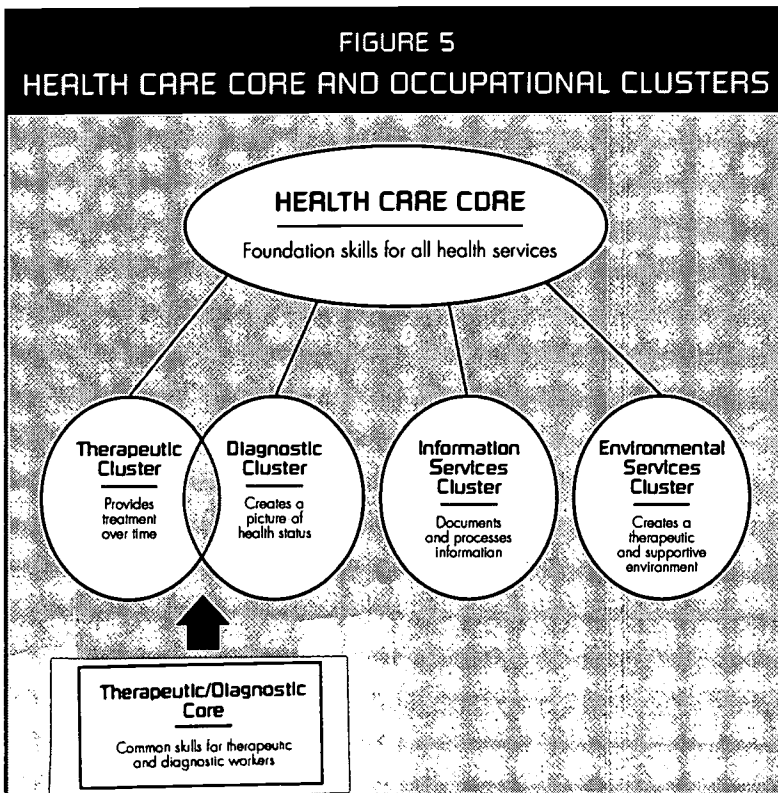 FIGURE 5
HEALTH CARE CORE AND OCCUPATIONAL CLUSTERS
HEALTH CARE CORE
Foundation skills for all health services
Therapeutic
Cluster
Provides
treatment
over time
Diagnostic
Cluster
Creates a
picture of
health status
Information
Services
Cluster
Documents
and processes
information
Environmental
Services
Cluster
Creates a
therapeutic
and supportive
environment
Therapeutic/Diagnostic
Core
Common skills for therapeutic
and diagnostic workers